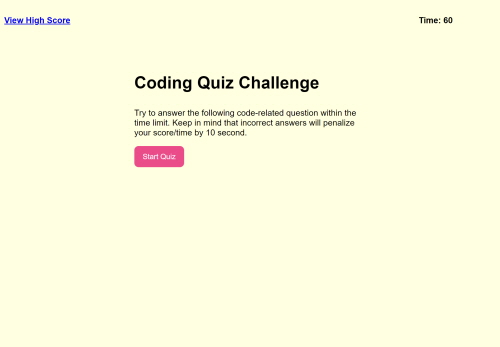 View High Score
Time: 60
Coding Quiz Challenge
Try to answer the following code-related question within the
time limit. Keep in mind that incorrect answers will penalize
your score/time by 10 second.
Start Quiz